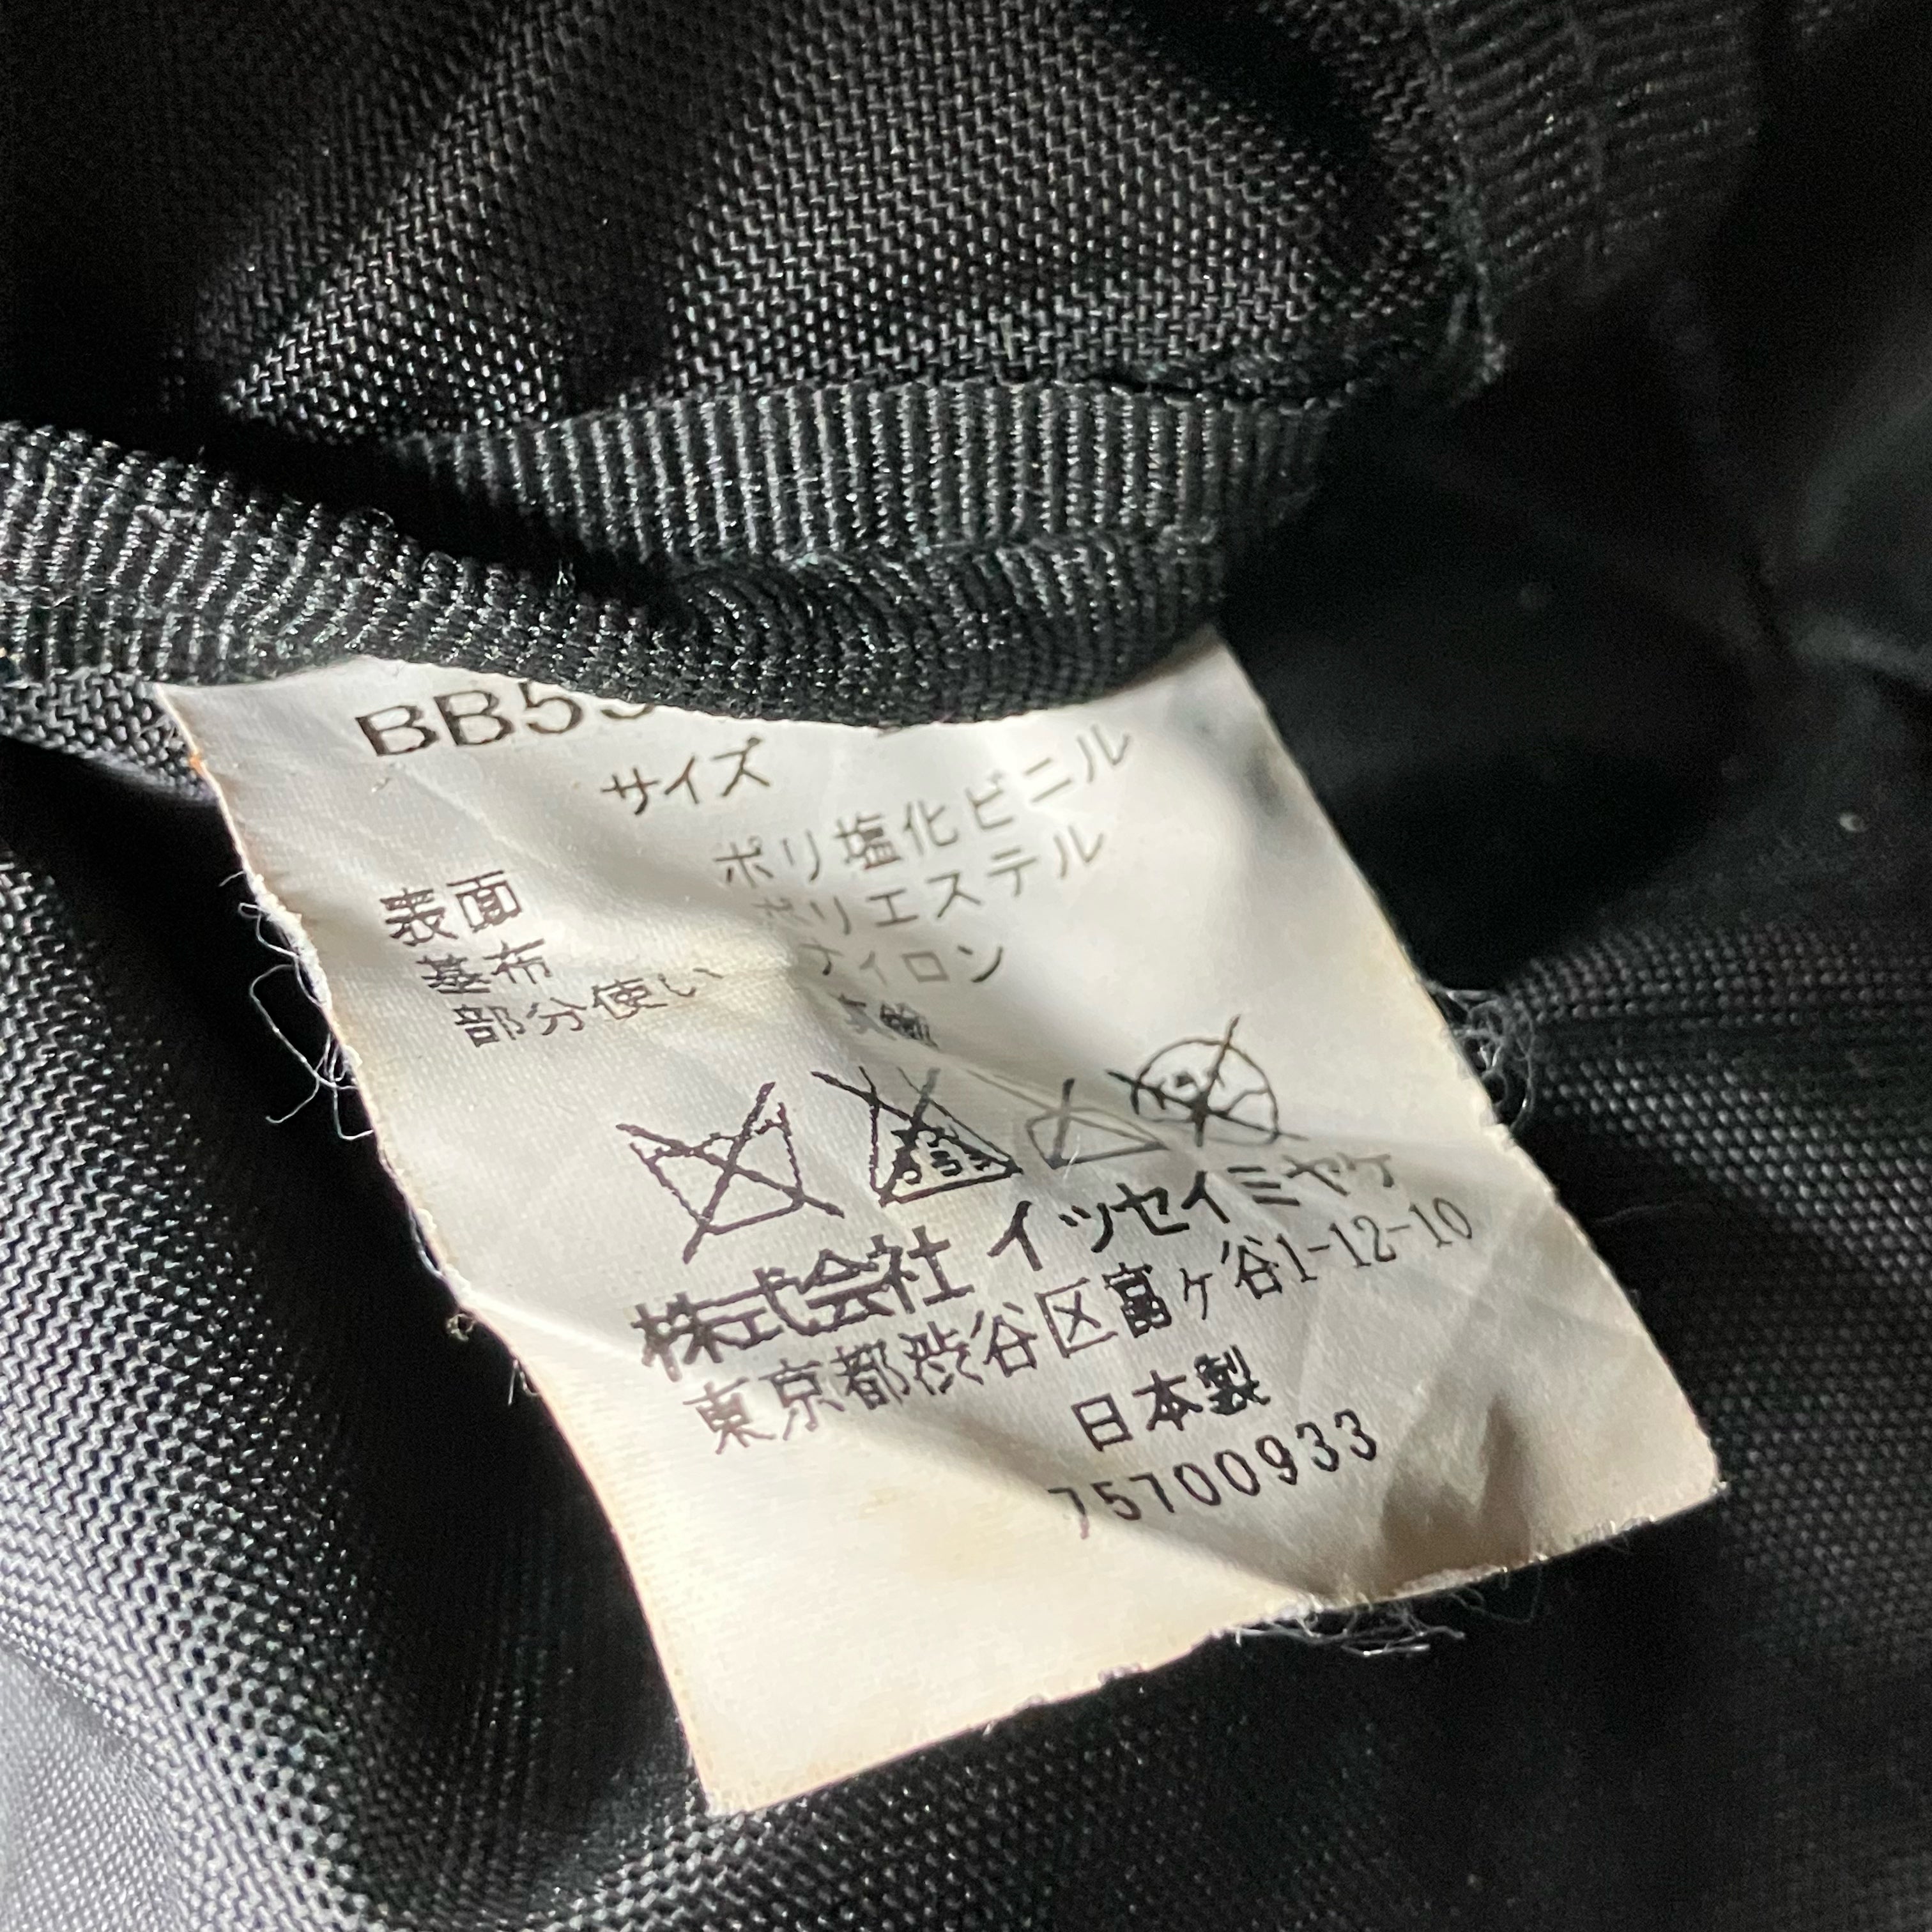 BB55
サイズ
表面 ポリ塩化ビニル
基布 ポリエステル
部分使い ナイロン
株式会社 イッセイミヤケ
東京都渋谷区富ヶ谷1-12-10
日本製
75700933